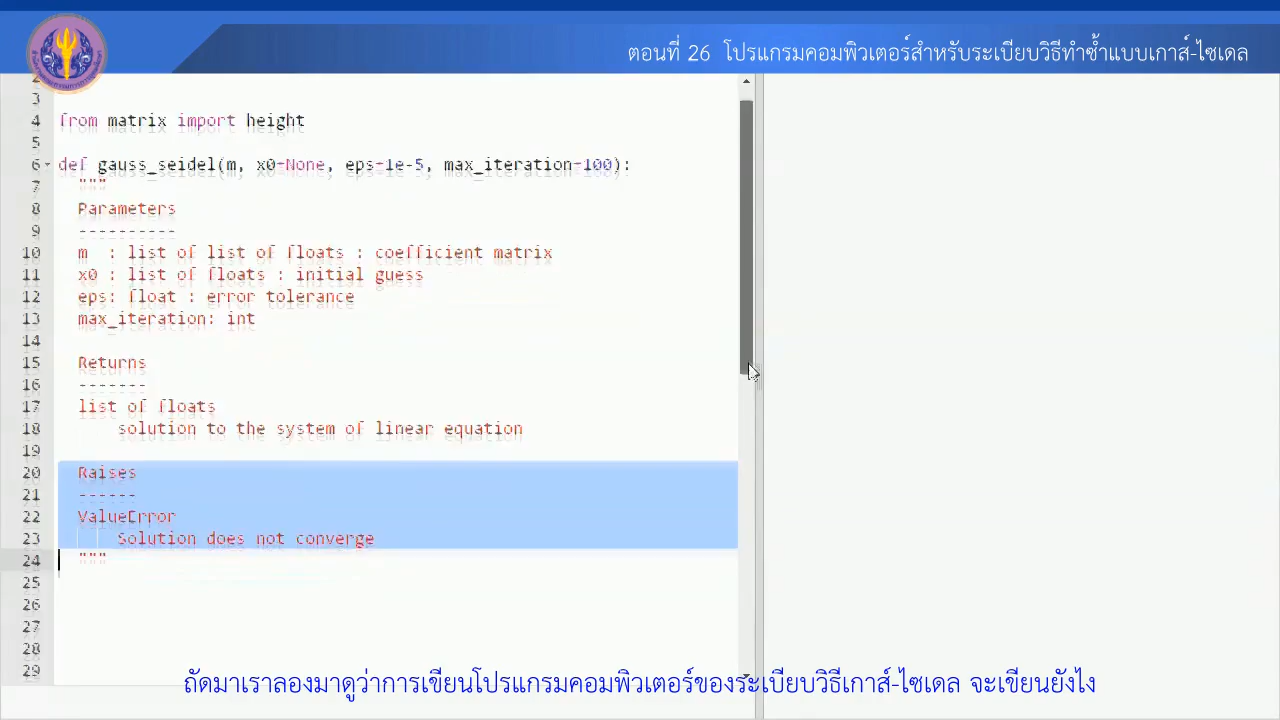 ตอนที่ 26 โปรแกรมคอมพิวเตอร์สำหรับระเบียบวิธีทำซ้ำแบบเกาส์-ไซเดล
2
3
4 from matrix import height
5
6 def gauss_seidel(m, x0=None, eps=1e-5, max_iteration=100):
7 """
8 Parameters
9 ----------
10 m : list of list of floats : coefficient matrix
11 x0 : list of floats : initial guess
12 eps: float : error tolerance
13 max_iteration: int
14
15 Returns
16 -------
17 list of floats
18 solution to the system of linear equation
19
20 Raises
21 ------
22 ValueError
23 Solution does not converge
24 """
25
26
27
28
29
ถัดมาเราลองมาดูว่าการเขียนโปรแกรมคอมพิวเตอร์ของระเบียบวิธีเกาส์-ไซเดล จะเขียนยังไง